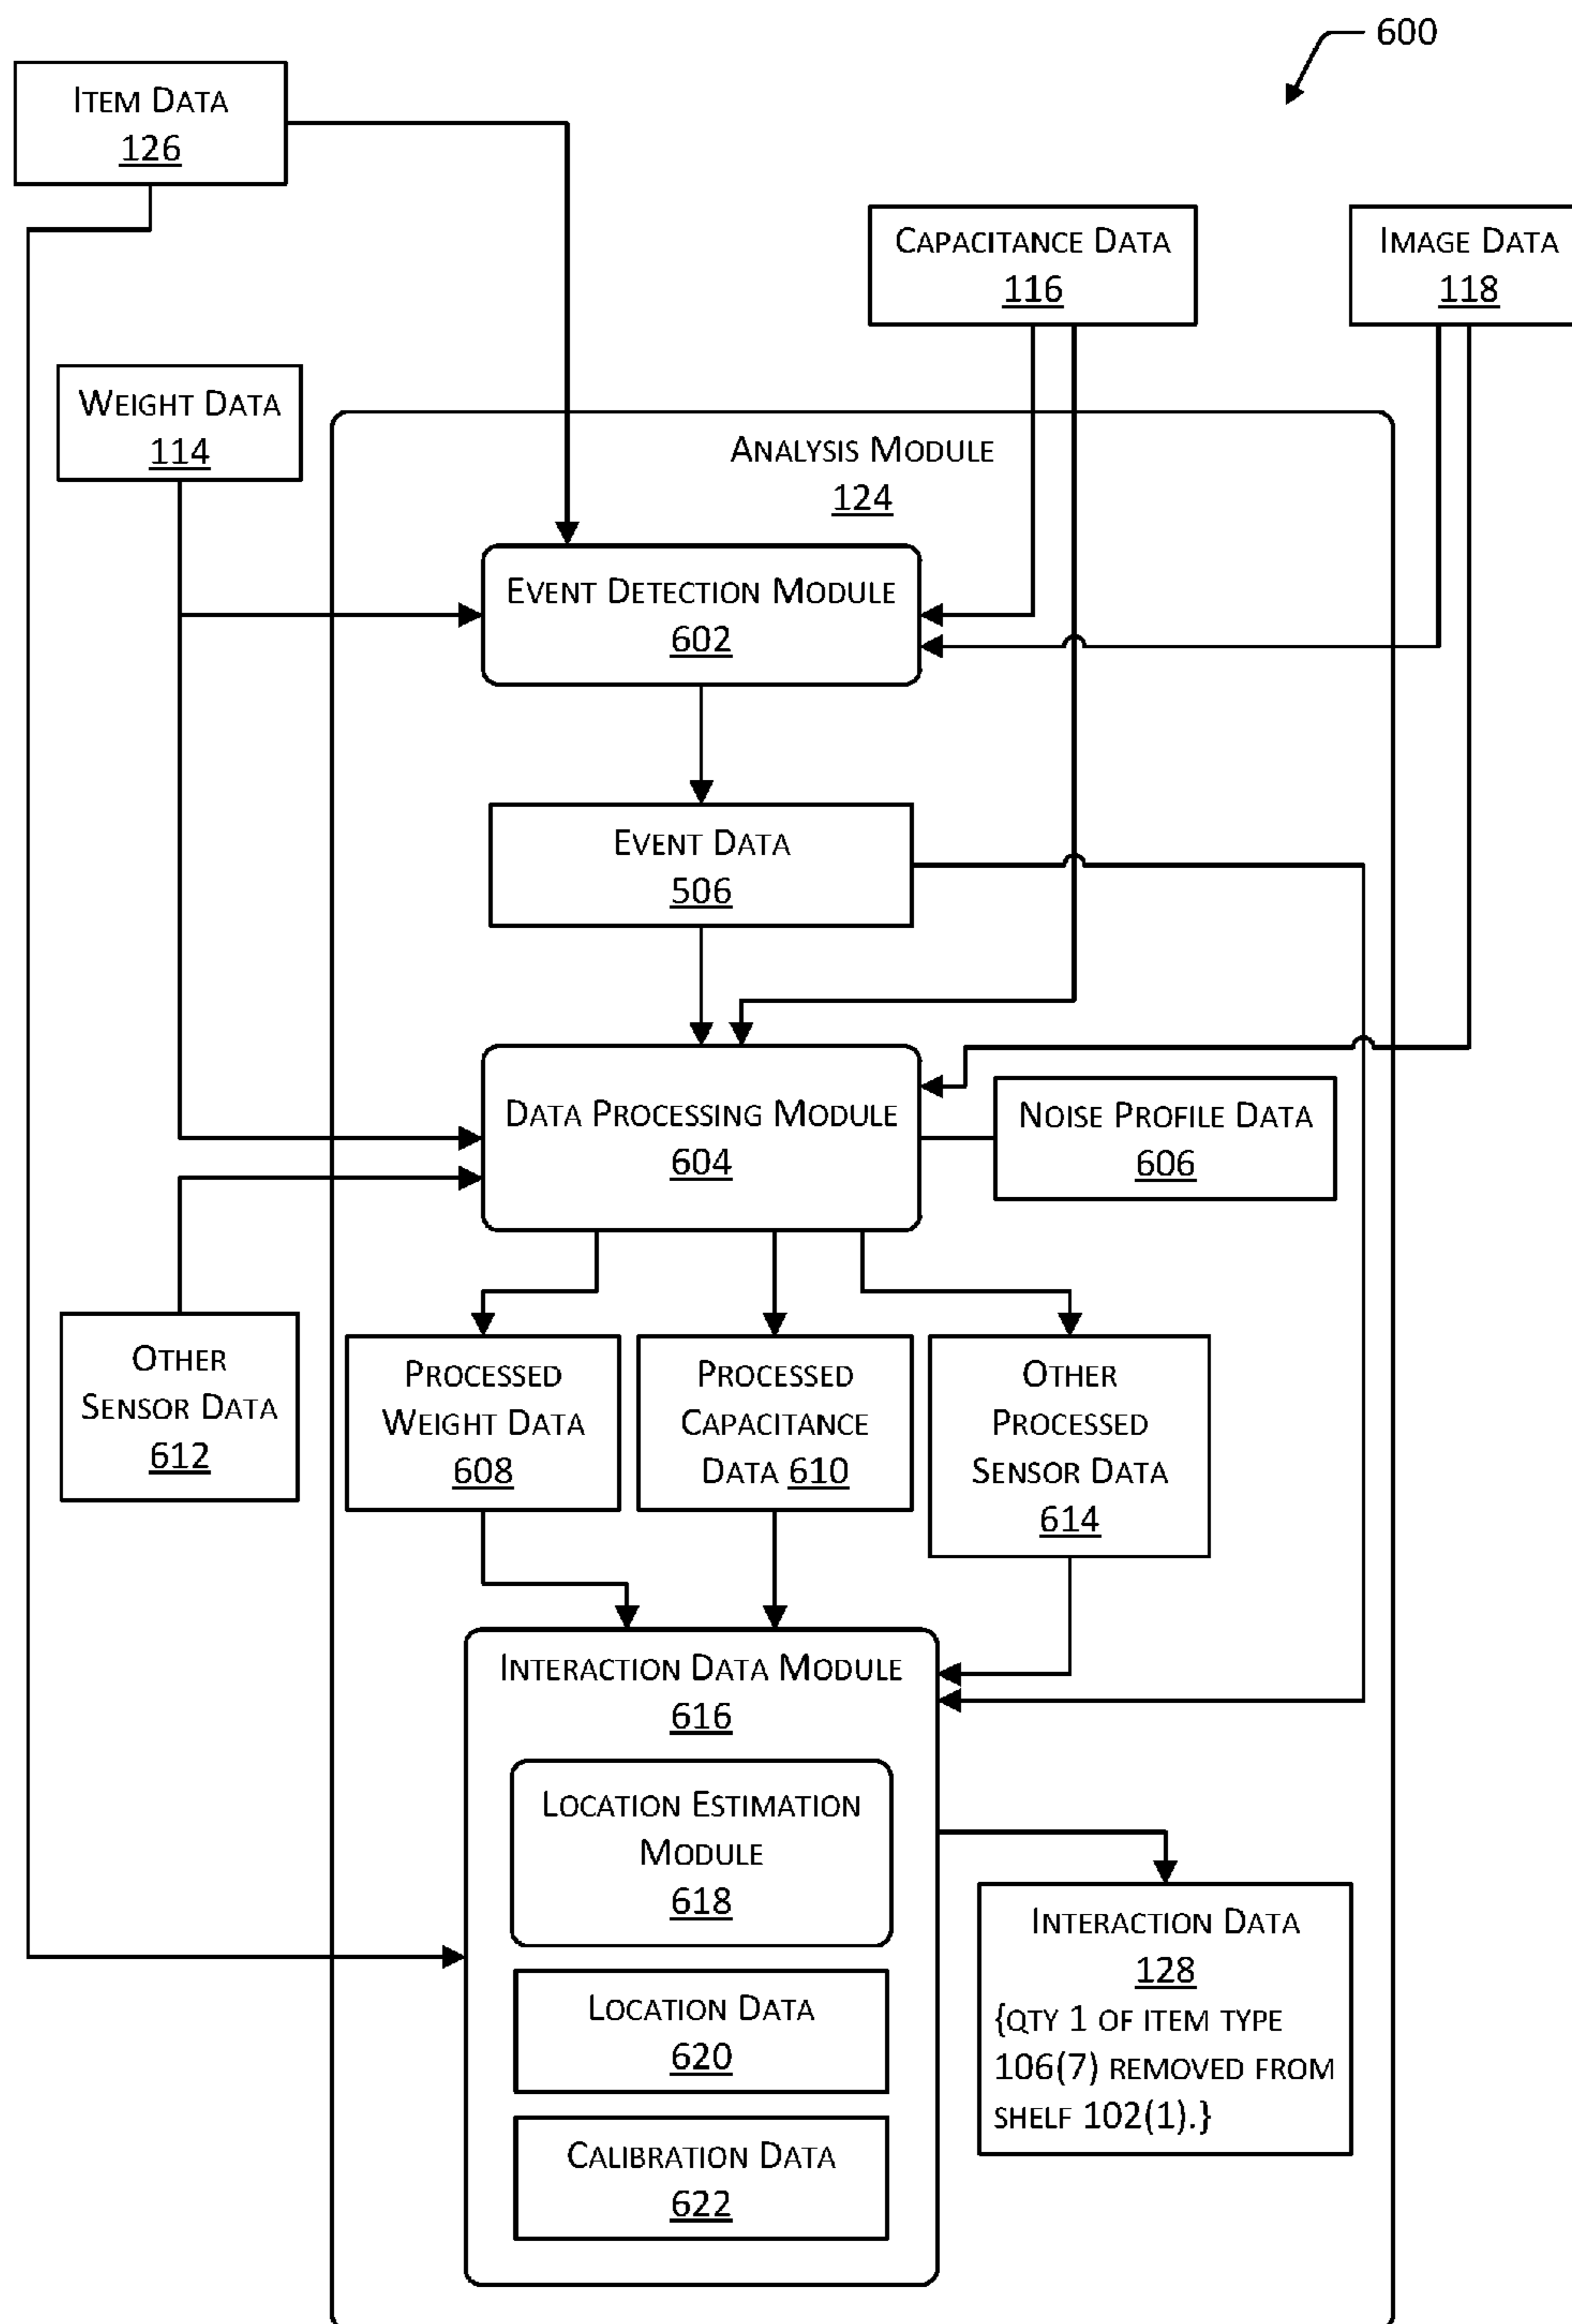 600
ITEM DATA
126
CAPACITANCE DATA
116
IMAGE DATA
118
WEIGHT DATA
114
ANALYSIS MODULE
124
EVENT DETECTION MODULE
602
EVENT DATA
506
DATA PROCESSING MODULE
604
NOISE PROFILE DATA
606
OTHER
SENSOR DATA
612
PROCESSED
WEIGHT DATA
608
PROCESSED
CAPACITANCE
DATA 610
OTHER
PROCESSED
SENSOR DATA
614
INTERACTION DATA MODULE
616
LOCATION ESTIMATION
MODULE
618
LOCATION DATA
620
CALIBRATION DATA
622
INTERACTION DATA
128
{QTY 1 OF ITEM TYPE
106(7) REMOVED FROM
SHELF 102(1).}